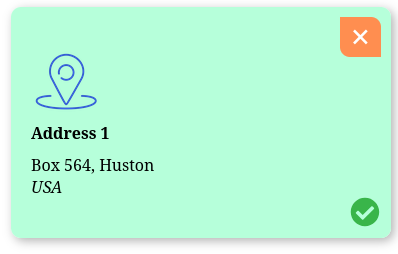 Address 1
Box 564, Huston
USA